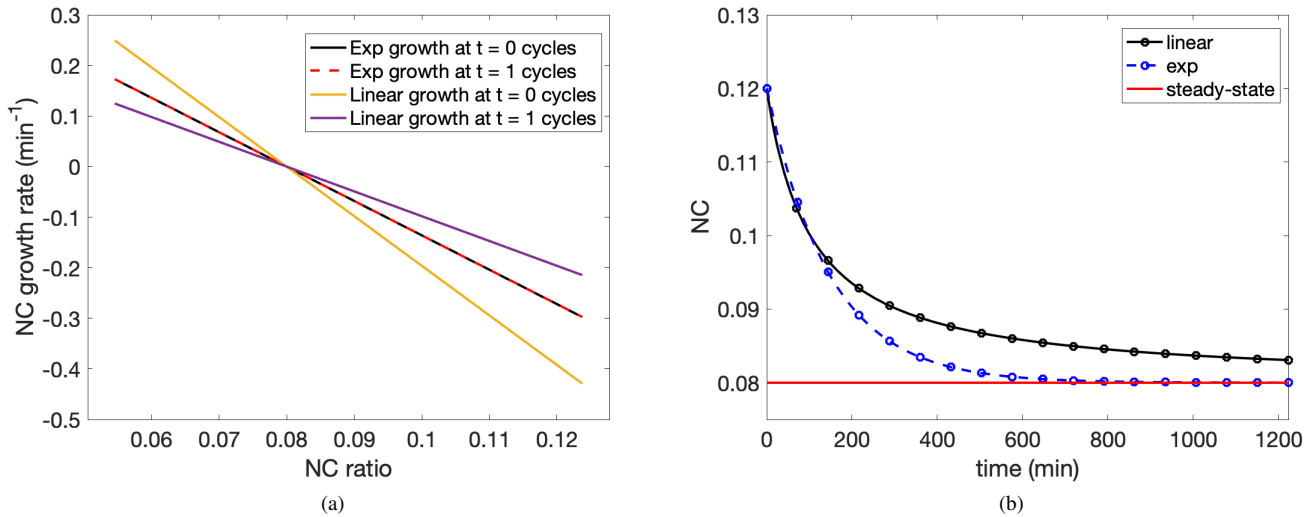 0.3
0.2
0.1
0
-0.1
-0.2
-0.3
-0.4
-0.5
NC growth rate (min⁻¹)
Exp growth at t = 0 cycles
Exp growth at t = 1 cycles
Linear growth at t = 0 cycles
Linear growth at t = 1 cycles
0.06 0.07 0.08 0.09 0.1 0.11 0.12
NC ratio
(a)
0.13
0.12
0.11
0.1
0.09
0.08
NC
linear
exp
steady-state
0 200 400 600 800 1000 1200
time (min)
(b)